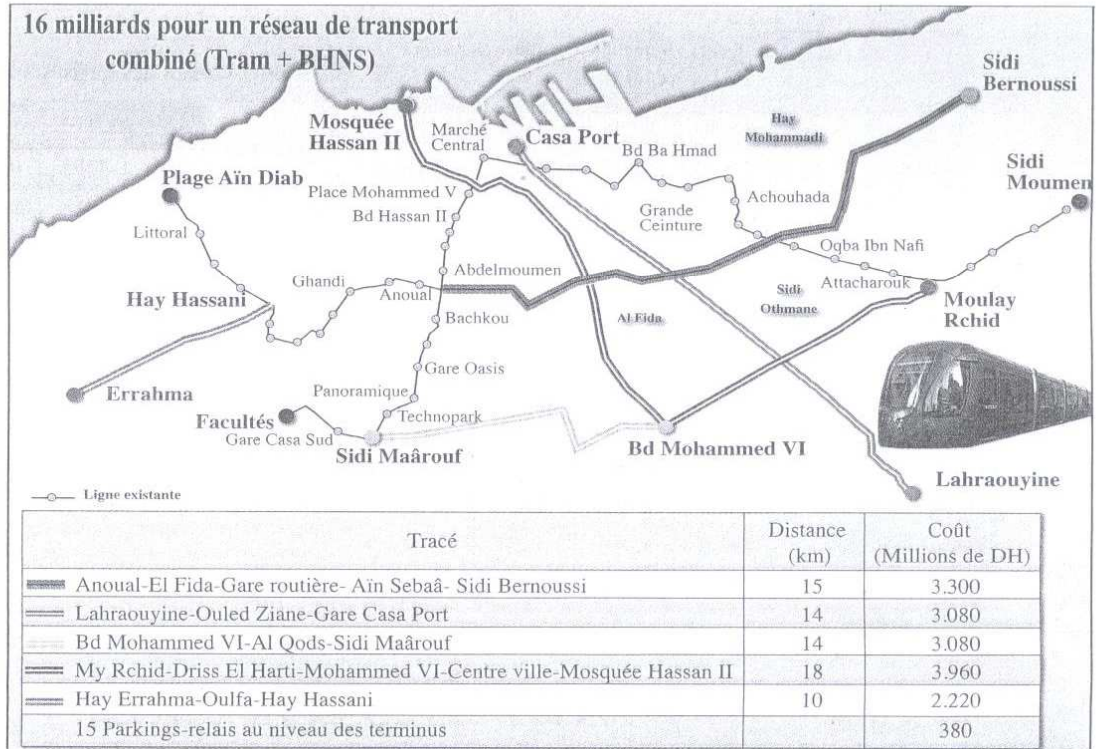 16 milliards pour un réseau de transport
combiné (Tram + BHNS)
Sidi
Bernoussi
Hay
Mohammadi
Mosquée
Hassan II
Marché
Central
Casa Port
Bd Ba Hmad
Sidi
Moumen
Plage Aïn Diab
Place Mohammed V
Achouhada
Bd Hassan II
Grande
Ceinture
Littoral
Oqba Ibn Nafi
Ghandi
Abdelmoumen
Attacharouk
Hay Hassani
Anoual
Sidi
Othmane
Moulay
Rchid
Bachkou
Al Fida
Gare Oasis
Errahma
Panoramique
Facultés
Technopark
Gare Casa Sud
Sidi Maârouf
Bd Mohammed VI
Lahraouyine
Ligne existante
Tracé Distance (km) Coût (Millions de DH)
Anoual-El Fida-Gare routière- Aïn Sebaâ- Sidi Bernoussi 15 3.300
Lahraouyine-Ouled Ziane-Gare Casa Port 14 3.080
Bd Mohammed VI-Al Qods-Sidi Maârouf 14 3.080
My Rchid-Driss El Harti-Mohammed VI-Centre ville-Mosquée Hassan II 18 3.960
Hay Errahma-Oulfa-Hay Hassani 10 2.220
15 Parkings-relais au niveau des terminus 380